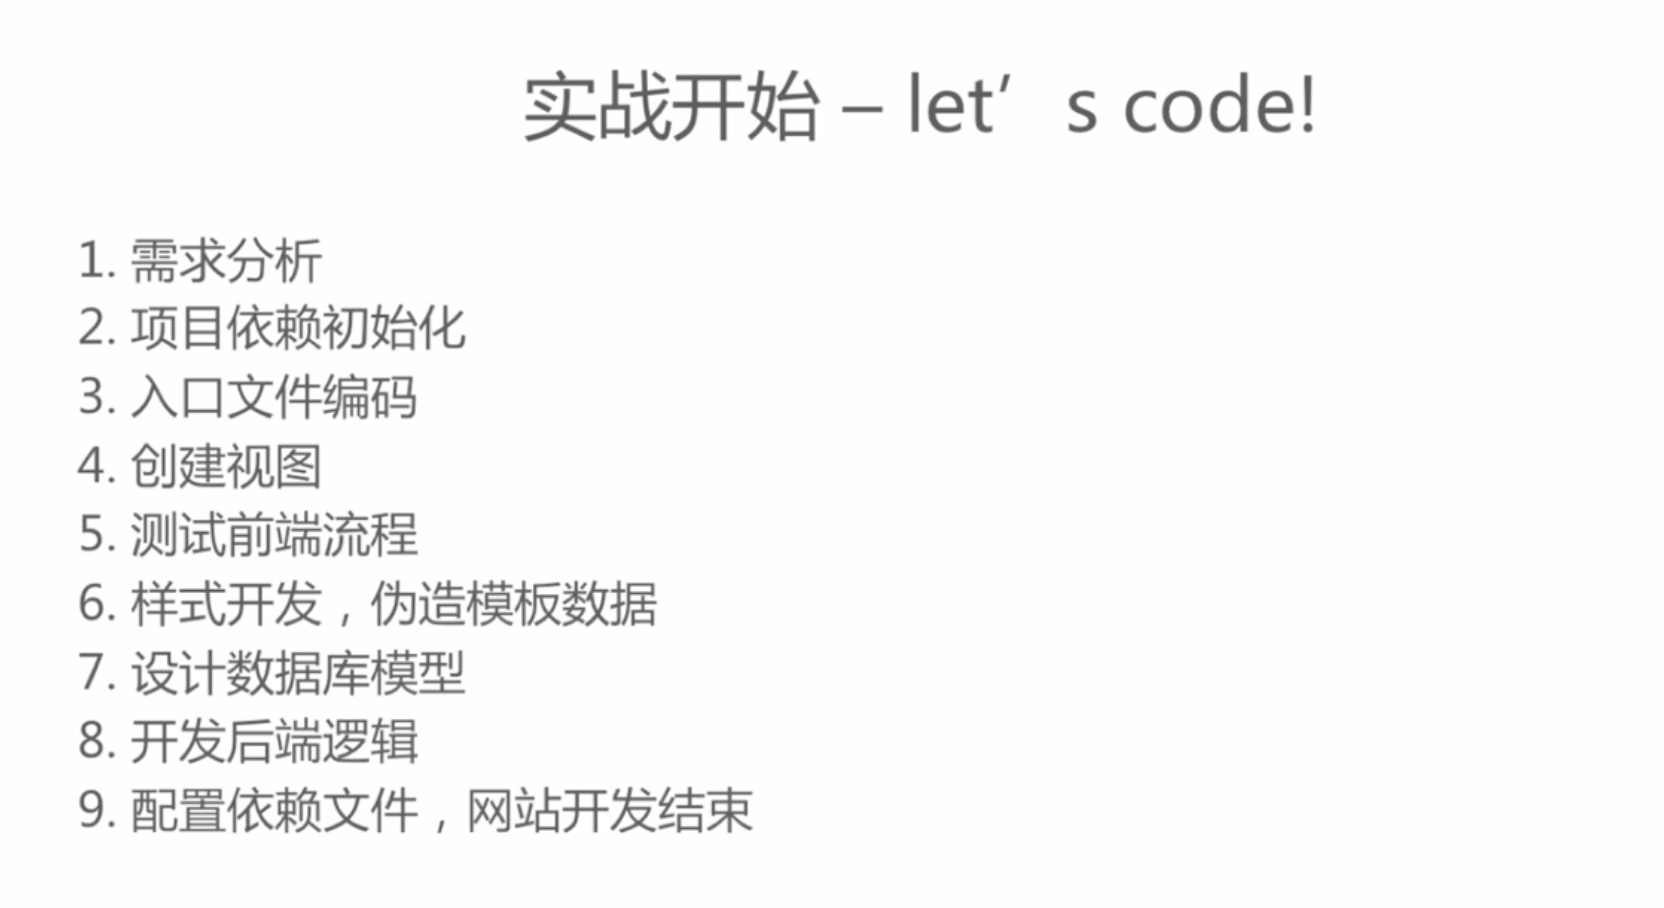 实战开始 – let’s code!
1. 需求分析
2. 项目依赖初始化
3. 入口文件编码
4. 创建视图
5. 测试前端流程
6. 样式开发，伪造模板数据
7. 设计数据库模型
8. 开发后端逻辑
9. 配置依赖文件，网站开发结束